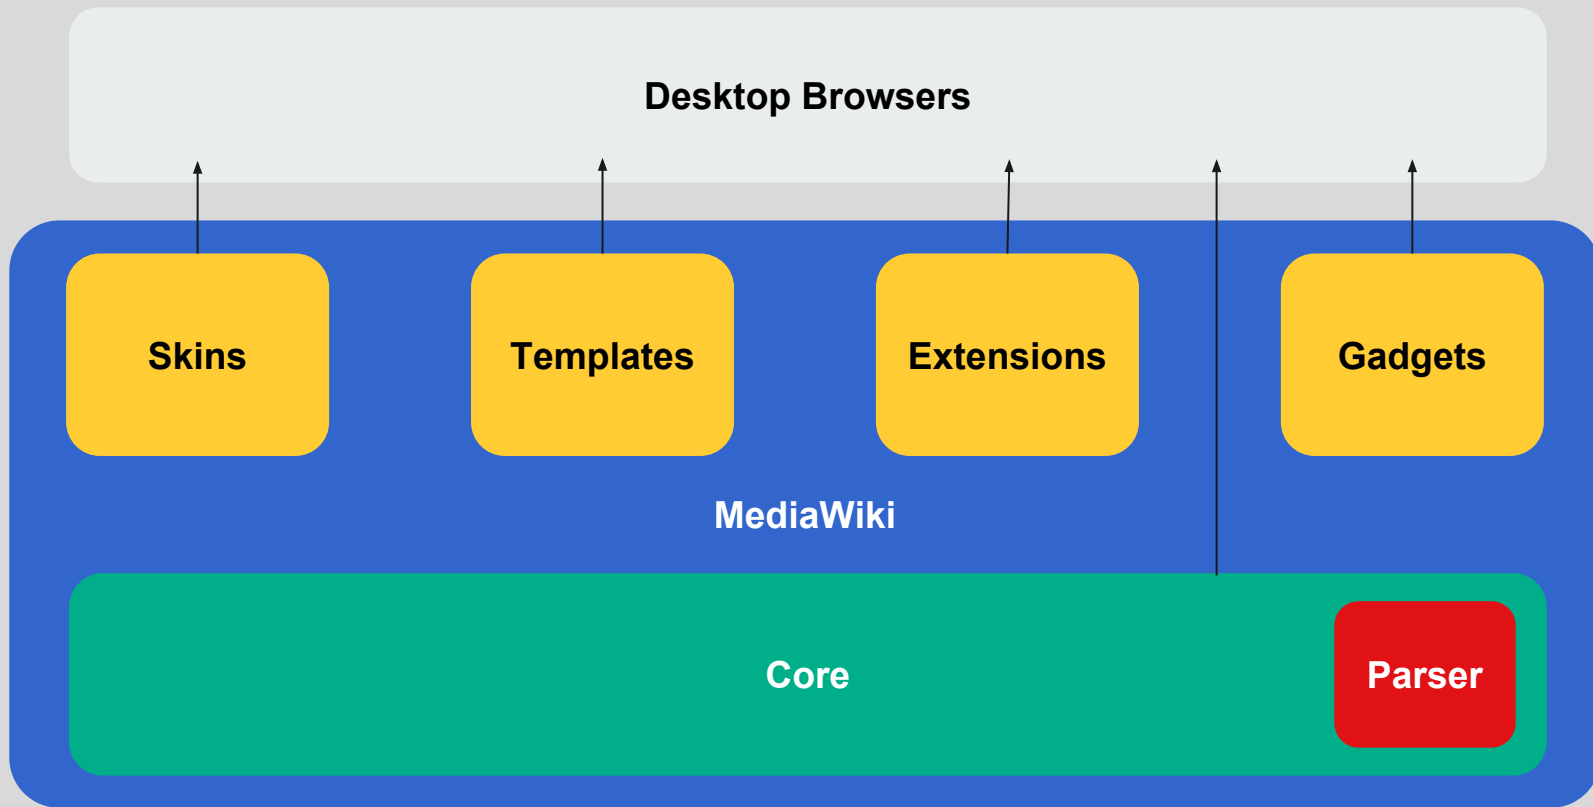 Desktop Browsers
Skins
Templates
Extensions
Gadgets
MediaWiki
Core
Parser